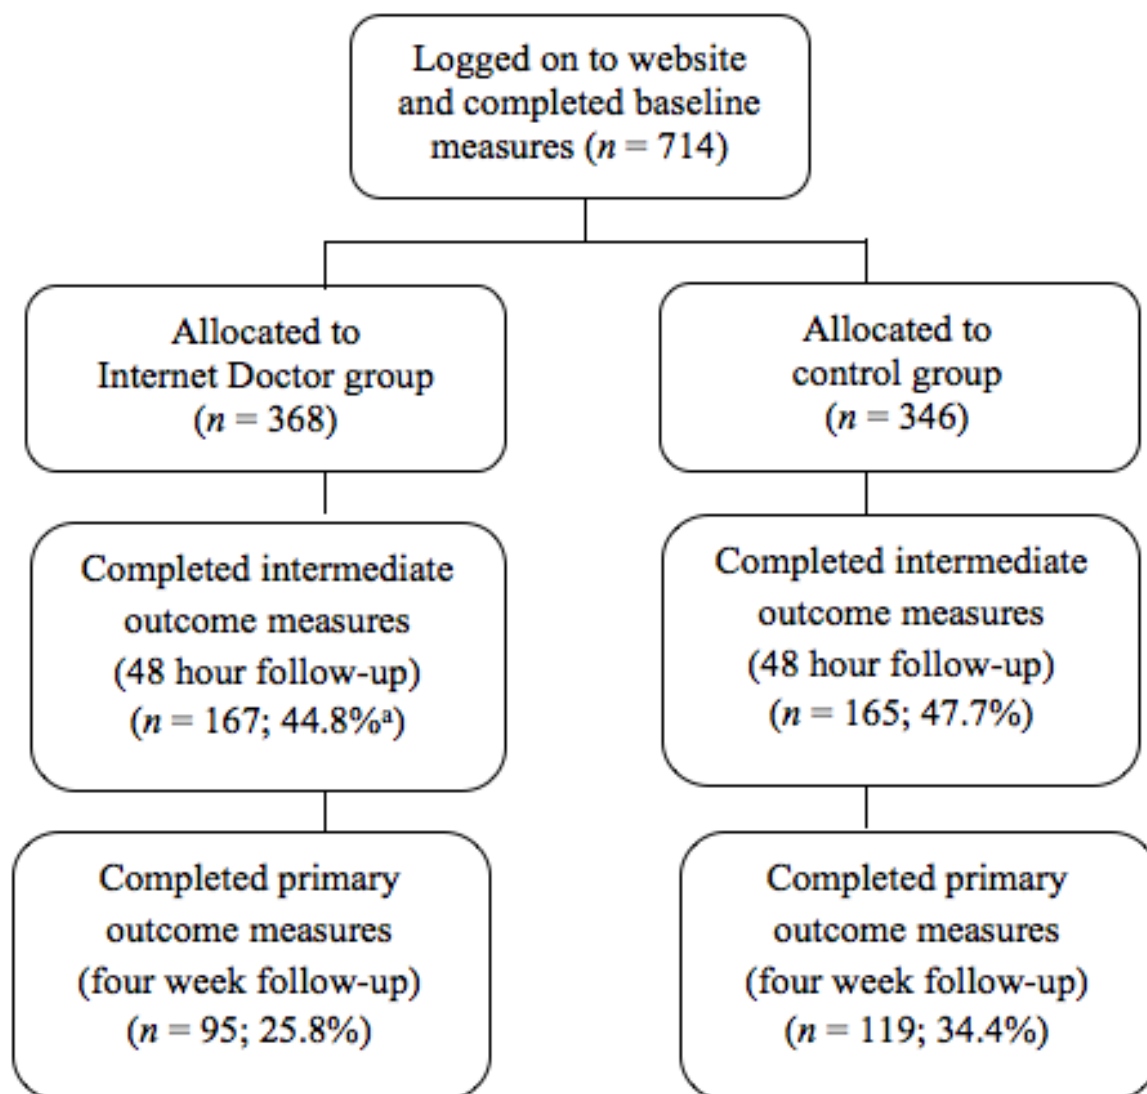 Logged on to website
and completed baseline
measures (n = 714)
Allocated to
Internet Doctor group
(n = 368)
Allocated to
control group
(n = 346)
Completed intermediate
outcome measures
(48 hour follow-up)
(n = 167; 44.8%ᵃ)
Completed intermediate
outcome measures
(48 hour follow-up)
(n = 165; 47.7%)
Completed primary
outcome measures
(four week follow-up)
(n = 95; 25.8%)
Completed primary
outcome measures
(four week follow-up)
(n = 119; 34.4%)